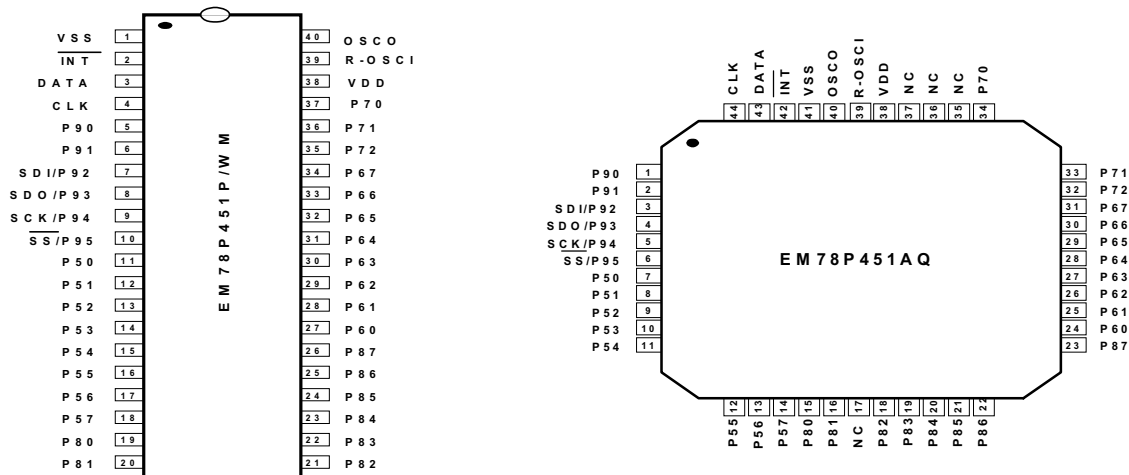 VSS 1 40 OSCO
INT 2 39 R-OSCI
DATA 3 38 VDD
CLK 4 37 P70
P90 5 36 P71
P91 6 35 P72
SDI/P92 7 34 P67
SDO/P93 8 33 P66
SCK/P94 9 32 P65
SS/P95 10 31 P64
P50 11 30 P63
P51 12 29 P62
P52 13 28 P61
P53 14 27 P60
P54 15 26 P87
P55 16 25 P86
P56 17 24 P85
P57 18 23 P84
P80 19 22 P83
P81 20 21 P82
EM78P451P/WM
CLK DATA INT VSS OSCO R-OSCI VDD NC NC NC P70
44 43 42 41 40 39 38 37 36 35 34
P90 1 33 P71
P91 2 32 P72
SDI/P92 3 31 P67
SDO/P93 4 30 P66
SCK/P94 5 29 P65
SS/P95 6 28 P64
P50 7 27 P63
P51 8 26 P62
P52 9 25 P61
P53 10 24 P60
P54 11 23 P87
EM78P451AQ
12 13 14 15 16 17 18 19 20 21 22
P55 P56 P57 P80 P81 NC P82 P83 P84 P85 P86